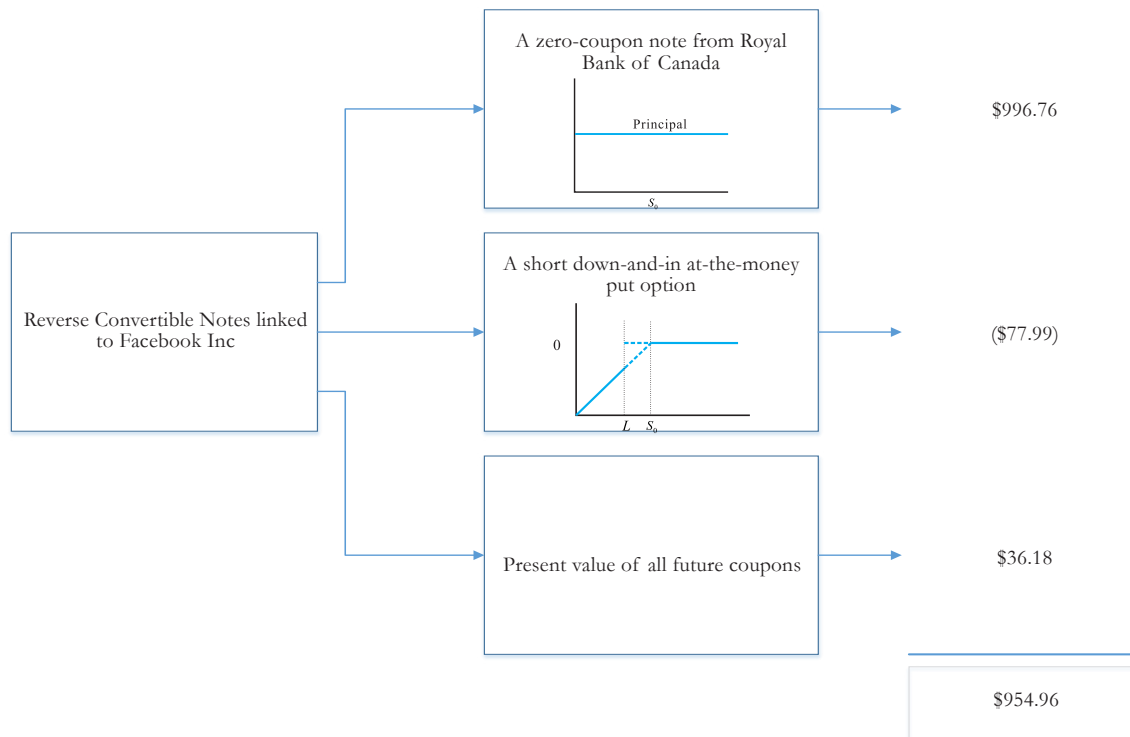 A zero-coupon note from Royal
Bank of Canada
Principal
S₀
$996.76
Reverse Convertible Notes linked
to Facebook Inc
A short down-and-in at-the-money
put option
0
L S₀
($77.99)
Present value of all future coupons
$36.18
$954.96